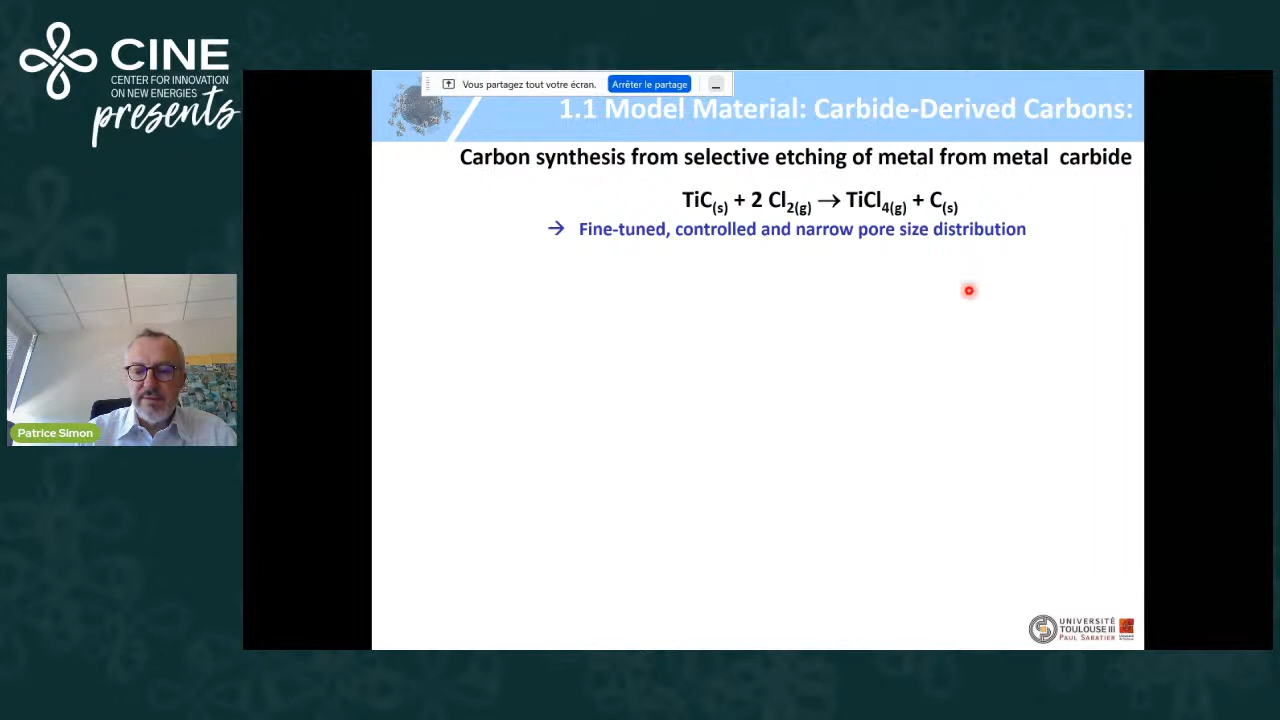 CINE
CENTER FOR INNOVATION
ON NEW ENERGIES
presents
Vous partagez tout votre écran.
Arrêter le partage
1.1 Model Material: Carbide-Derived Carbons:
Carbon synthesis from selective etching of metal from metal carbide
TiC(s) + 2 Cl2(g) → TiCl4(g) + C(s)
→ Fine-tuned, controlled and narrow pore size distribution
Patrice Simon
UNIVERSITÉ
TOULOUSE III
PAUL SABATIER